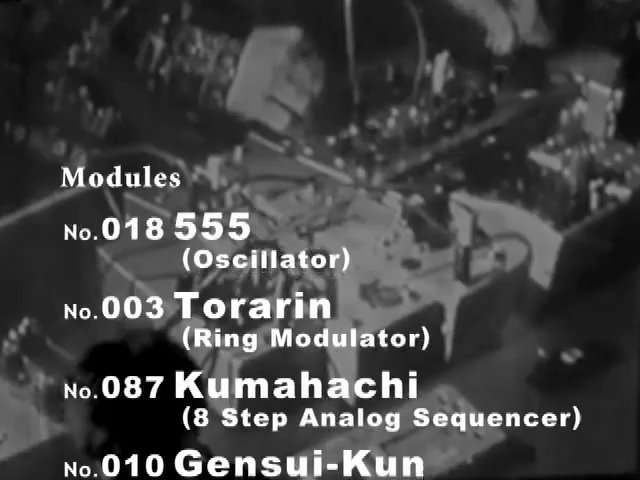 Modules
No.018 555
(Oscillator)
No.003 Torarin
(Ring Modulator)
No.087 Kumahachi
(8 Step Analog Sequencer)
No.010 Gensui-Kun